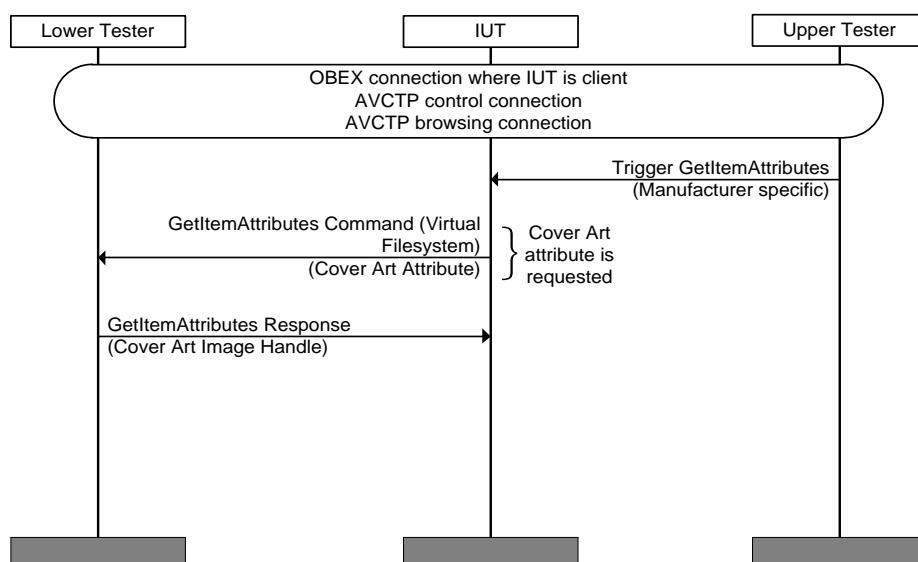 Lower Tester
IUT
Upper Tester
OBEX connection where IUT is client
AVCTP control connection
AVCTP browsing connection
Trigger GetItemAttributes
(Manufacturer specific)
GetItemAttributes Command (Virtual
Filesystem)
(Cover Art Attribute)
Cover Art
attribute is
requested
GetItemAttributes Response
(Cover Art Image Handle)